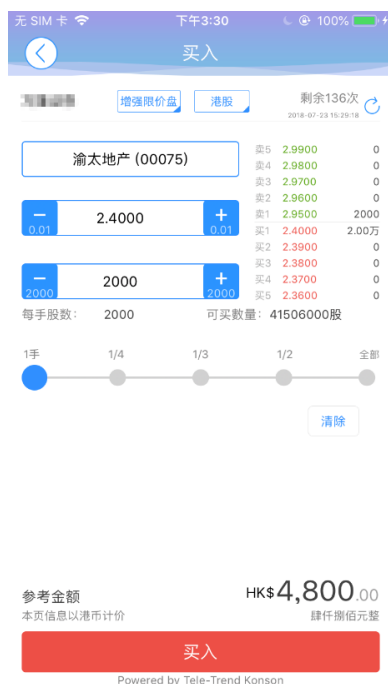 无 SIM 卡 下午3:30 100%
买入
增强限价盘 港股 剩余136次
2018-07-23 15:29:18
渝太地产 (00075)
卖5 2.9900 0
卖4 2.9800 0
卖3 2.9700 0
卖2 2.9600 0
卖1 2.9500 2000
买1 2.4000 2.00万
买2 2.3900 0
买3 2.3800 0
买4 2.3700 0
买5 2.3600 0
− 2.4000 +
0.01 0.01
− 2000 +
2000 2000
每手股数: 2000 可买數量: 41506000股
1手 1/4 1/3 1/2 全部
清除
参考金额 HK$4,800.00
本页信息以港币计价 肆仟捌佰元整
买入
Powered by Tele-Trend Konson